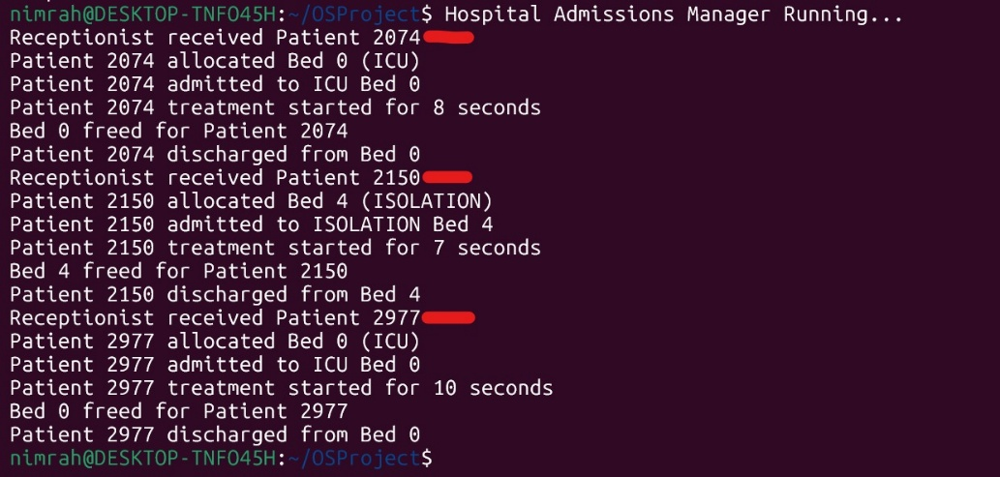 nimrah@DESKTOP-TNFO45H:~/OSProject$ Hospital Admissions Manager Running...
Receptionist received Patient 2074
Patient 2074 allocated Bed 0 (ICU)
Patient 2074 admitted to ICU Bed 0
Patient 2074 treatment started for 8 seconds
Bed 0 freed for Patient 2074
Patient 2074 discharged from Bed 0
Receptionist received Patient 2150
Patient 2150 allocated Bed 4 (ISOLATION)
Patient 2150 admitted to ISOLATION Bed 4
Patient 2150 treatment started for 7 seconds
Bed 4 freed for Patient 2150
Patient 2150 discharged from Bed 4
Receptionist received Patient 2977
Patient 2977 allocated Bed 0 (ICU)
Patient 2977 admitted to ICU Bed 0
Patient 2977 treatment started for 10 seconds
Bed 0 freed for Patient 2977
Patient 2977 discharged from Bed 0
nimrah@DESKTOP-TNFO45H:~/OSProject$